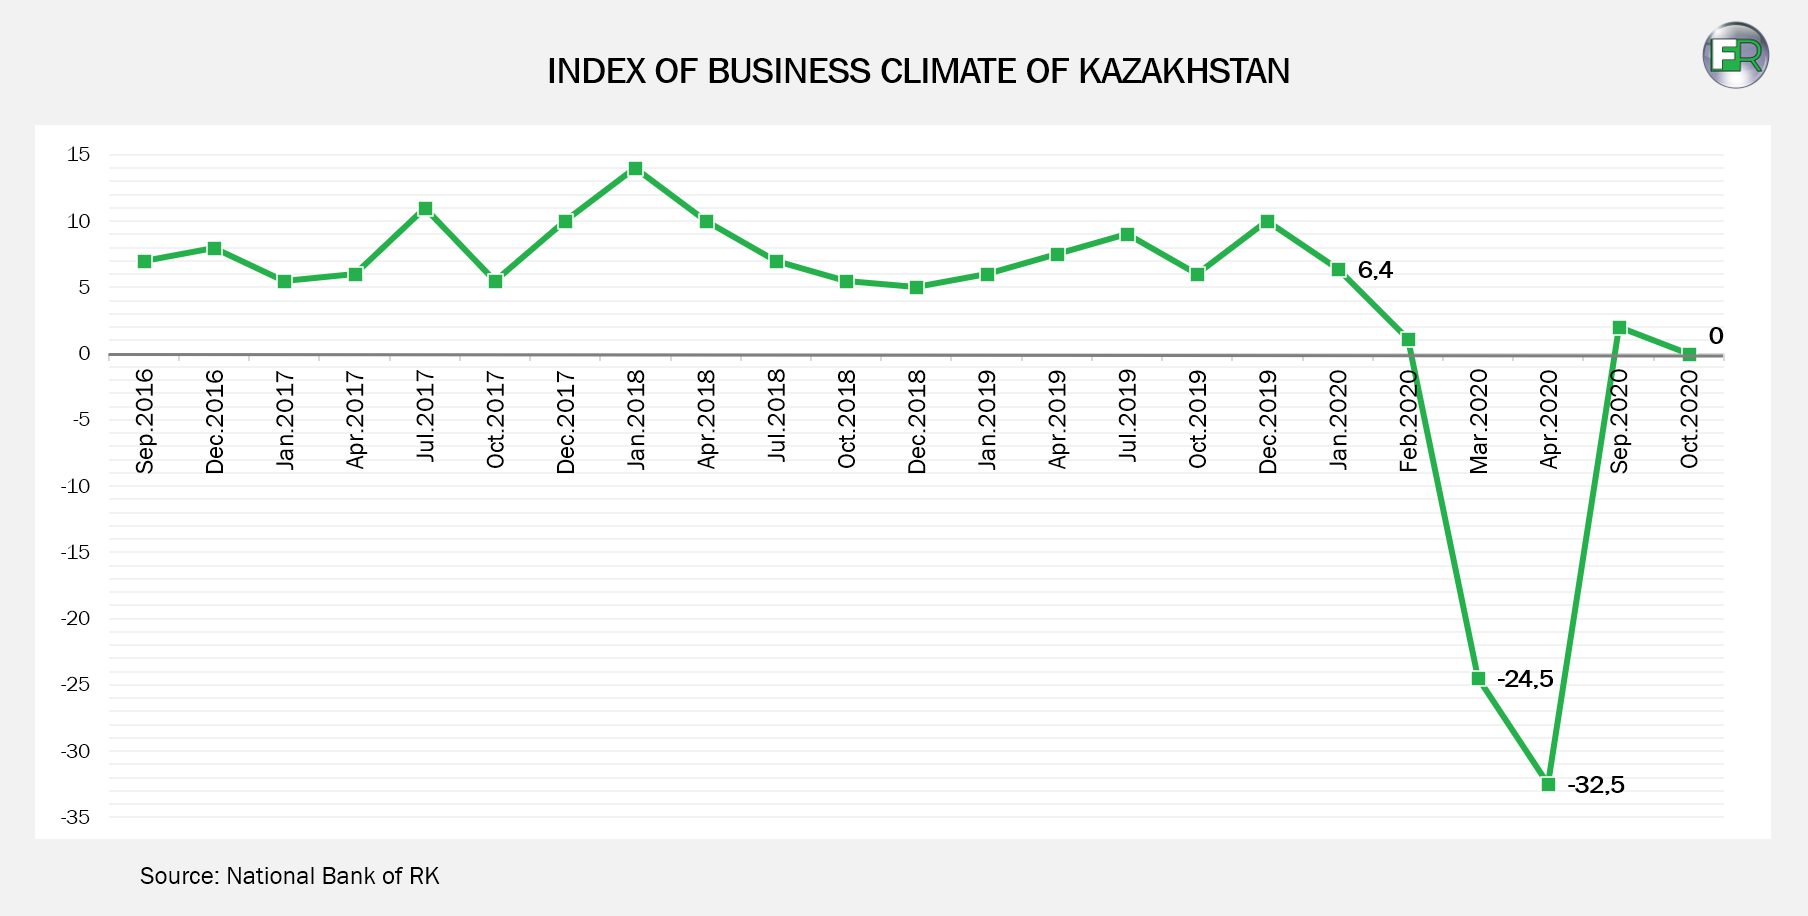 INDEX OF BUSINESS CLIMATE OF KAZAKHSTAN
FR
15
10
5
0
-5
-10
-15
-20
-25
-30
-35
6,4
-24,5
-32,5
0
Sep.2016
Dec.2016
Jan.2017
Apr.2017
Jul.2017
Oct.2017
Dec.2017
Jan.2018
Apr.2018
Jul.2018
Oct.2018
Dec.2018
Jan.2019
Apr.2019
Jul.2019
Oct.2019
Dec.2019
Jan.2020
Feb.2020
Mar.2020
Apr.2020
Sep.2020
Oct.2020
Source: National Bank of RK